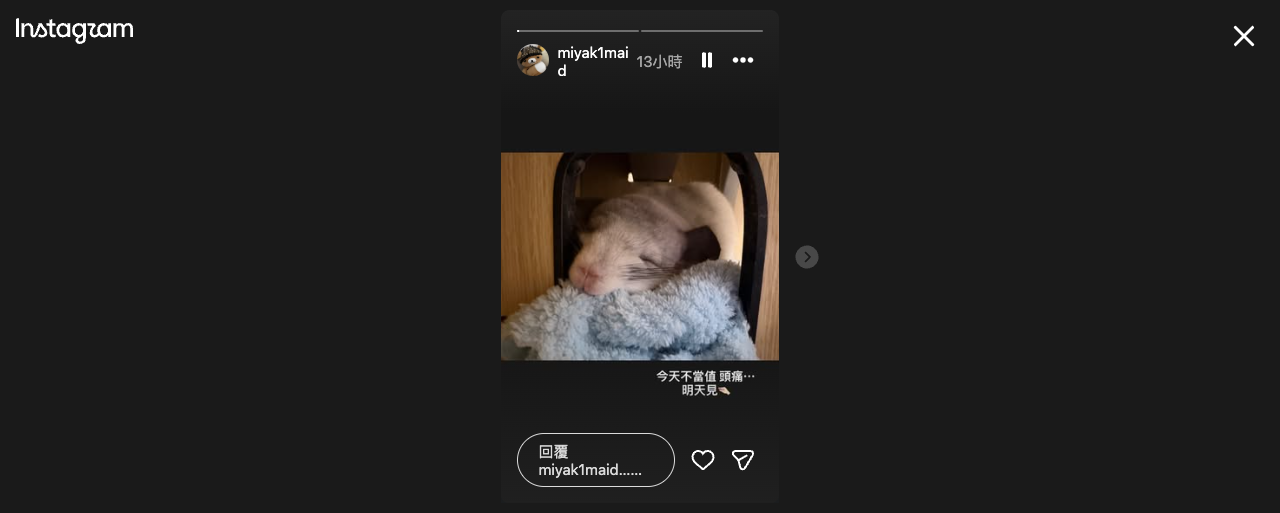 Instagram
miyak1mai
d
13小時
今天不當值 頭痛⋯
明天見
回覆
miyak1maid......